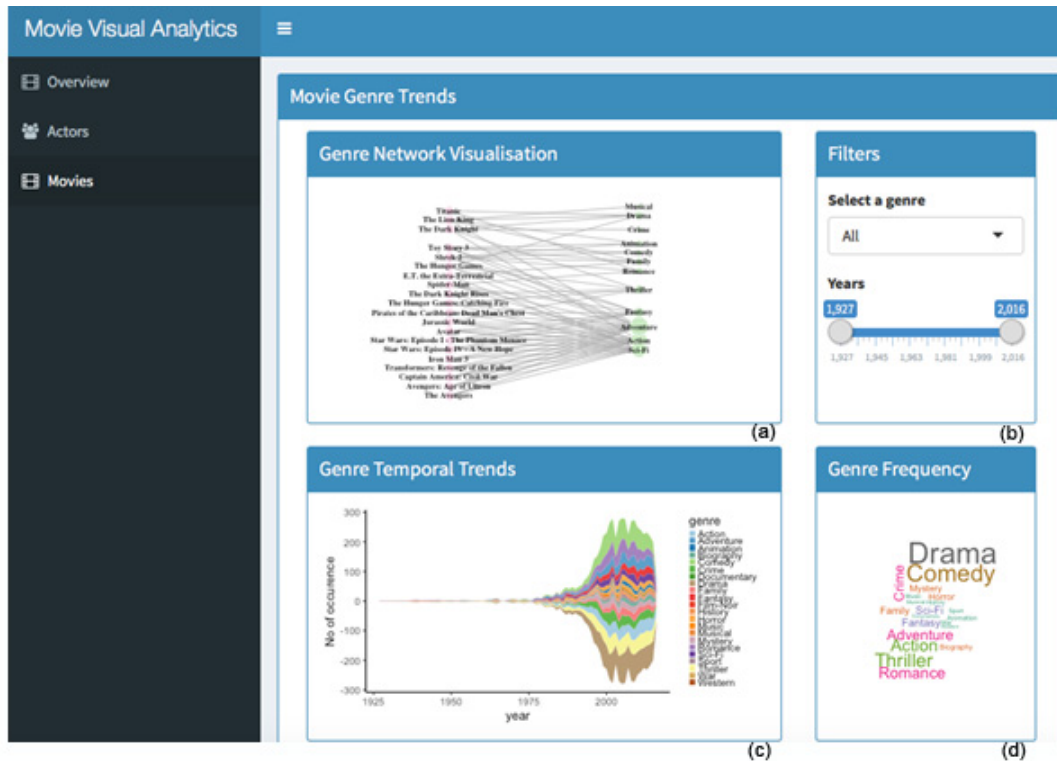 Movie Visual Analytics
Overview
Actors
Movies
Movie Genre Trends
Genre Network Visualisation
Titanic
The Lion King
The Dark Knight
Toy Story 3
Shrek 2
The Hunger Games
E.T. the Extra-Terrestrial
Spider-Man
The Dark Knight Rises
The Hunger Games: Catching Fire
Pirates of the Caribbean: Dead Man's Chest
Jurassic World
Avatar
Star Wars: Episode I - The Phantom Menace
Star Wars: Episode IV - A New Hope
Iron Man 3
Transformers: Revenge of the Fallen
Captain America: Civil War
Avengers: Age of Ultron
The Avengers
Musical
Drama
Crime
Animation
Comedy
Family
Romance
Thriller
Fantasy
Adventure
Action
Sci-Fi
(a)
Filters
Select a genre
All
Years
1,927 2,016
1,927 1,945 1,963 1,981 1,999 2,016
(b)
Genre Temporal Trends
No of occurence
300
200
100
0
-100
-200
-300
1925 1950 1975 2000
year
genre
Action
Adventure
Animation
Biography
Comedy
Crime
Documentary
Drama
Family
Fantasy
Film-Noir
History
Horror
Music
Musical
Mystery
Romance
Sci-Fi
Sport
Thriller
War
Western
(c)
Genre Frequency
Drama
Comedy
Crime
Mystery
Horror
Family Sci-Fi Sport
Animation
Fantasy
Adventure
Action Biography
Thriller
Romance
(d)